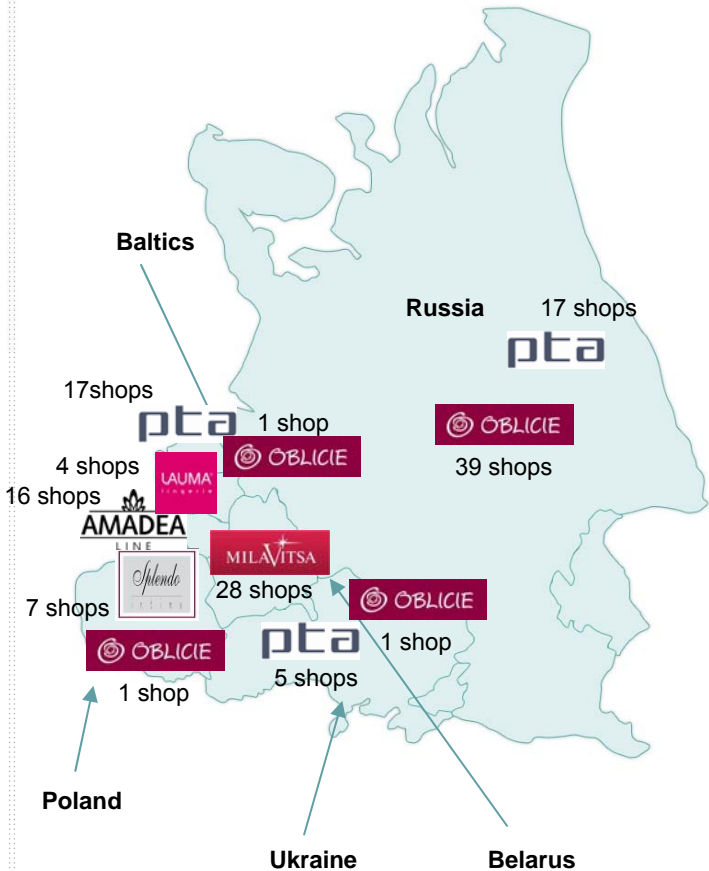 Baltics
Russia
17 shops
pta
17shops
pta
1 shop
OBLICIE
OBLICIE
39 shops
4 shops
LAUMA
lingerie
16 shops
AMADEA
LINE
MILAVITSA
28 shops
Splendo
7 shops
OBLICIE
1 shop
OBLICIE
1 shop
pta
5 shops
Poland
Ukraine
Belarus